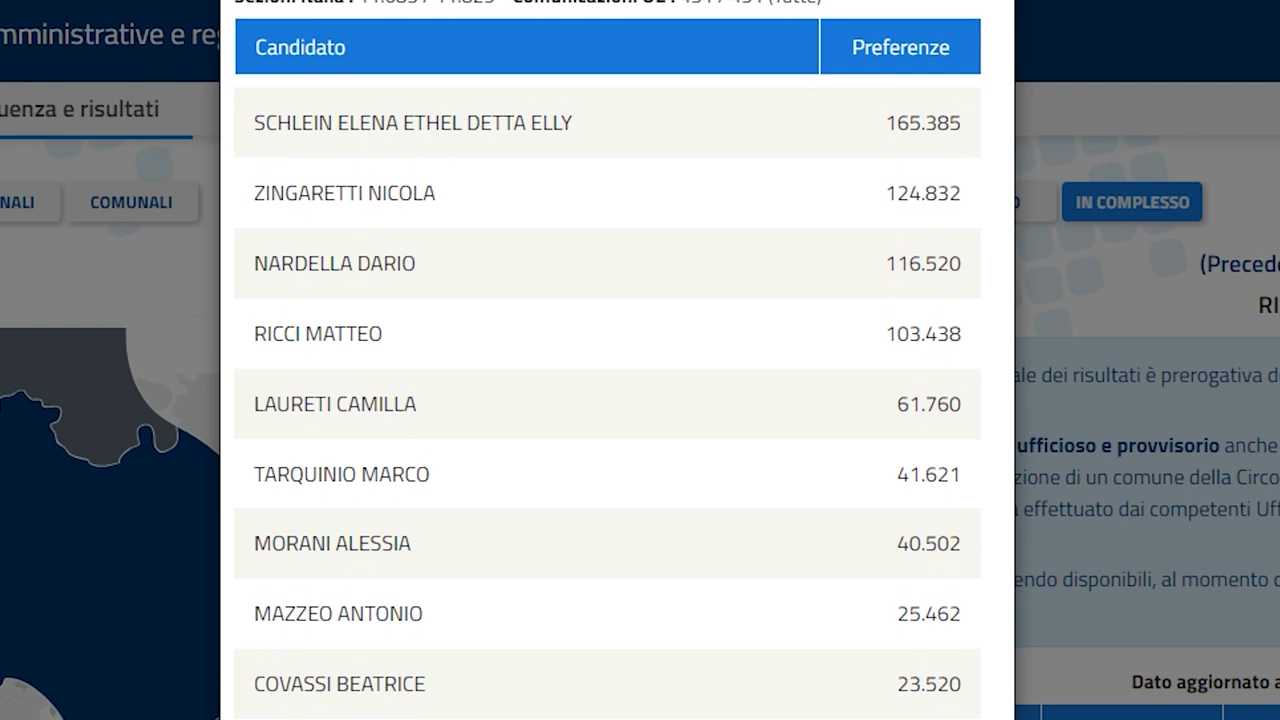 mministrative e reg
Candidato Preferenze
uenza e risultati
SCHLEIN ELENA ETHEL DETTA ELLY 165.385
ZINGARETTI NICOLA 124.832
NALI COMUNALI IN COMPLESSO
NARDELLA DARIO 116.520
(Precede
RI
RICCI MATTEO 103.438
ale dei risultati è prerogativa d
LAURETI CAMILLA 61.760
ufficioso e provvisorio anche
TARQUINIO MARCO 41.621
zione di un comune della Circo
effettuato dai competenti Uff
MORANI ALESSIA 40.502
endo disponibili, al momento d
MAZZEO ANTONIO 25.462
COVASSI BEATRICE 23.520
Dato aggiornato a